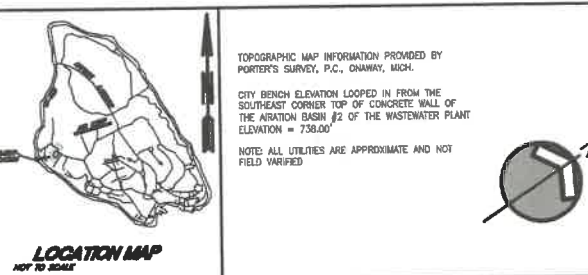 LOCATION MAP
NOT TO SCALE
TOPOGRAPHIC MAP INFORMATION PROVIDED BY
PORTER'S SURVEY, P.C., ONAWAY, MICH.
CITY BENCH ELEVATION LOOPED IN FROM THE
SOUTHEAST CORNER TOP OF CONCRETE WALL OF
THE AIRATION BASIN #2 OF THE WASTEWATER PLANT
ELEVATION = 738.00'
NOTE: ALL UTILITIES ARE APPROXIMATE AND NOT
FIELD VARIFIED